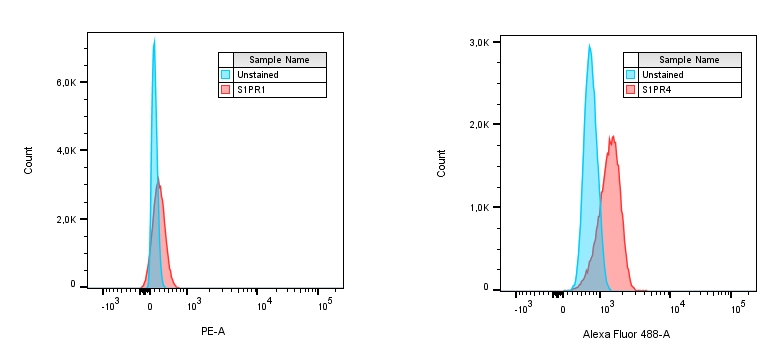 Sample Name
Unstained
S1PR1
6,0K
4,0K
2,0K
0
Count
-10³ 0 10³ 10⁴ 10⁵
PE-A
Sample Name
Unstained
S1PR4
3,0K
2,0K
1,0K
0
Count
-10³ 0 10³ 10⁴ 10⁵
Alexa Fluor 488-A